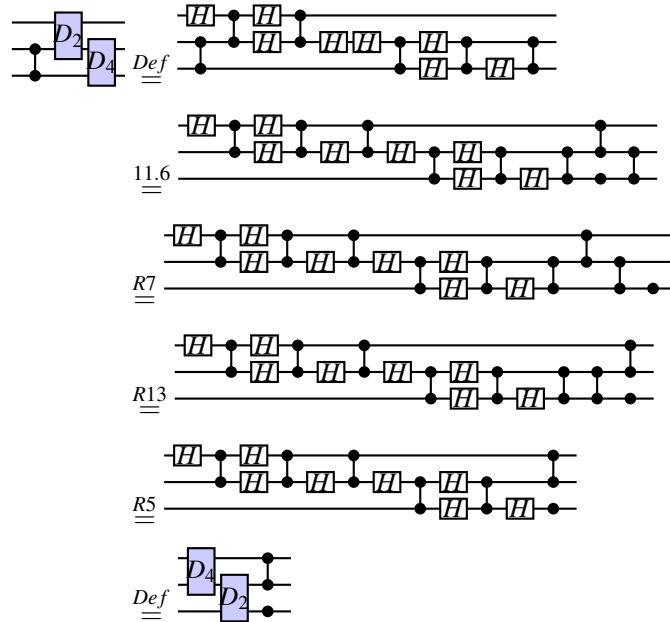 H H
D₂ H H H H
D₄ Def = H H
H H
H H H H
11.6 = H H
H H
H H H H
R7 = H H
H H
H H H H
R13 = H H
H H
H H H H
R5 = H H
D₄
Def = D₂